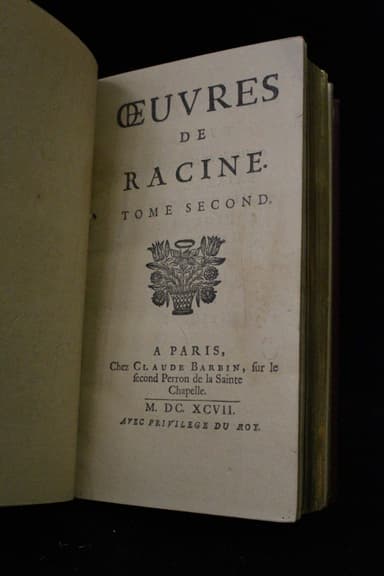 ŒUVRES
DE
RACINE.
TOME SECOND.
A PARIS,
Chez CLAUDE BARBIN, sur le
second Perron de la Sainte
Chapelle.
M. DC. XCVII.
AVEC PRIVILEGE DU ROY.